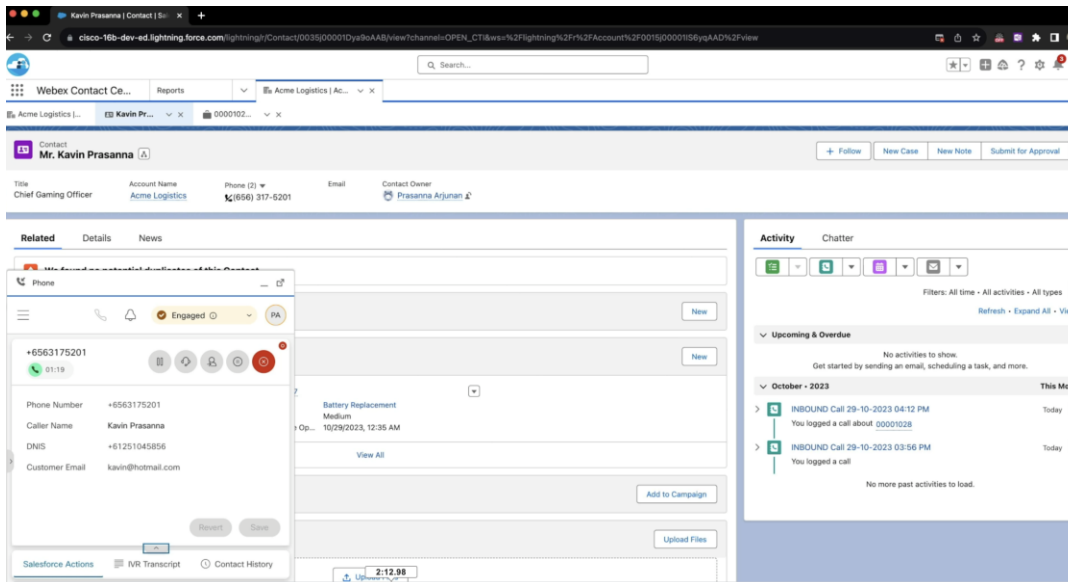 Kavin Prasanna | Contact | Sal
cisco-16b-dev-ed.lightning.force.com/lightning/r/Contact/0035j00001Dya9oAAB/view?channel=OPEN_CTI&ws=%2Flightning%2Fr%2FAccount%2F0015j00001IS6yqAAD%2Fview
Search...
3
Webex Contact Ce...
Reports
Acme Logistics | Ac...
Acme Logistics |...
Kavin Pr...
0000102...
Contact
Mr. Kavin Prasanna
+ Follow
New Case
New Note
Submit for Approval
Title
Account Name
Phone (2)
Email
Contact Owner
Chief Gaming Officer
Acme Logistics
(656) 317-5201
Prasanna Arjunan
Related
Details
News
We found no potential duplicates of this Contact.
New
New
Battery Replacement
Medium
Op... 10/29/2023, 12:35 AM
View All
Add to Campaign
Upload Files
2:12.98
Phone
Engaged
PA
+6563175201
01:19
0
Phone Number +6563175201
Caller Name Kavin Prasanna
DNIS +61251045856
Customer Email kavin@hotmail.com
Revert
Save
Salesforce Actions
IVR Transcript
Contact History
Activity
Chatter
Filters: All time • All activities • All types
Refresh • Expand All •
Upcoming & Overdue
No activities to show.
Get started by sending an email, scheduling a task, and more.
October • 2023
This Mo
INBOUND Call 29-10-2023 04:12 PM
Today
You logged a call about 00001028
INBOUND Call 29-10-2023 03:56 PM
Today
You logged a call
No more past activities to load.